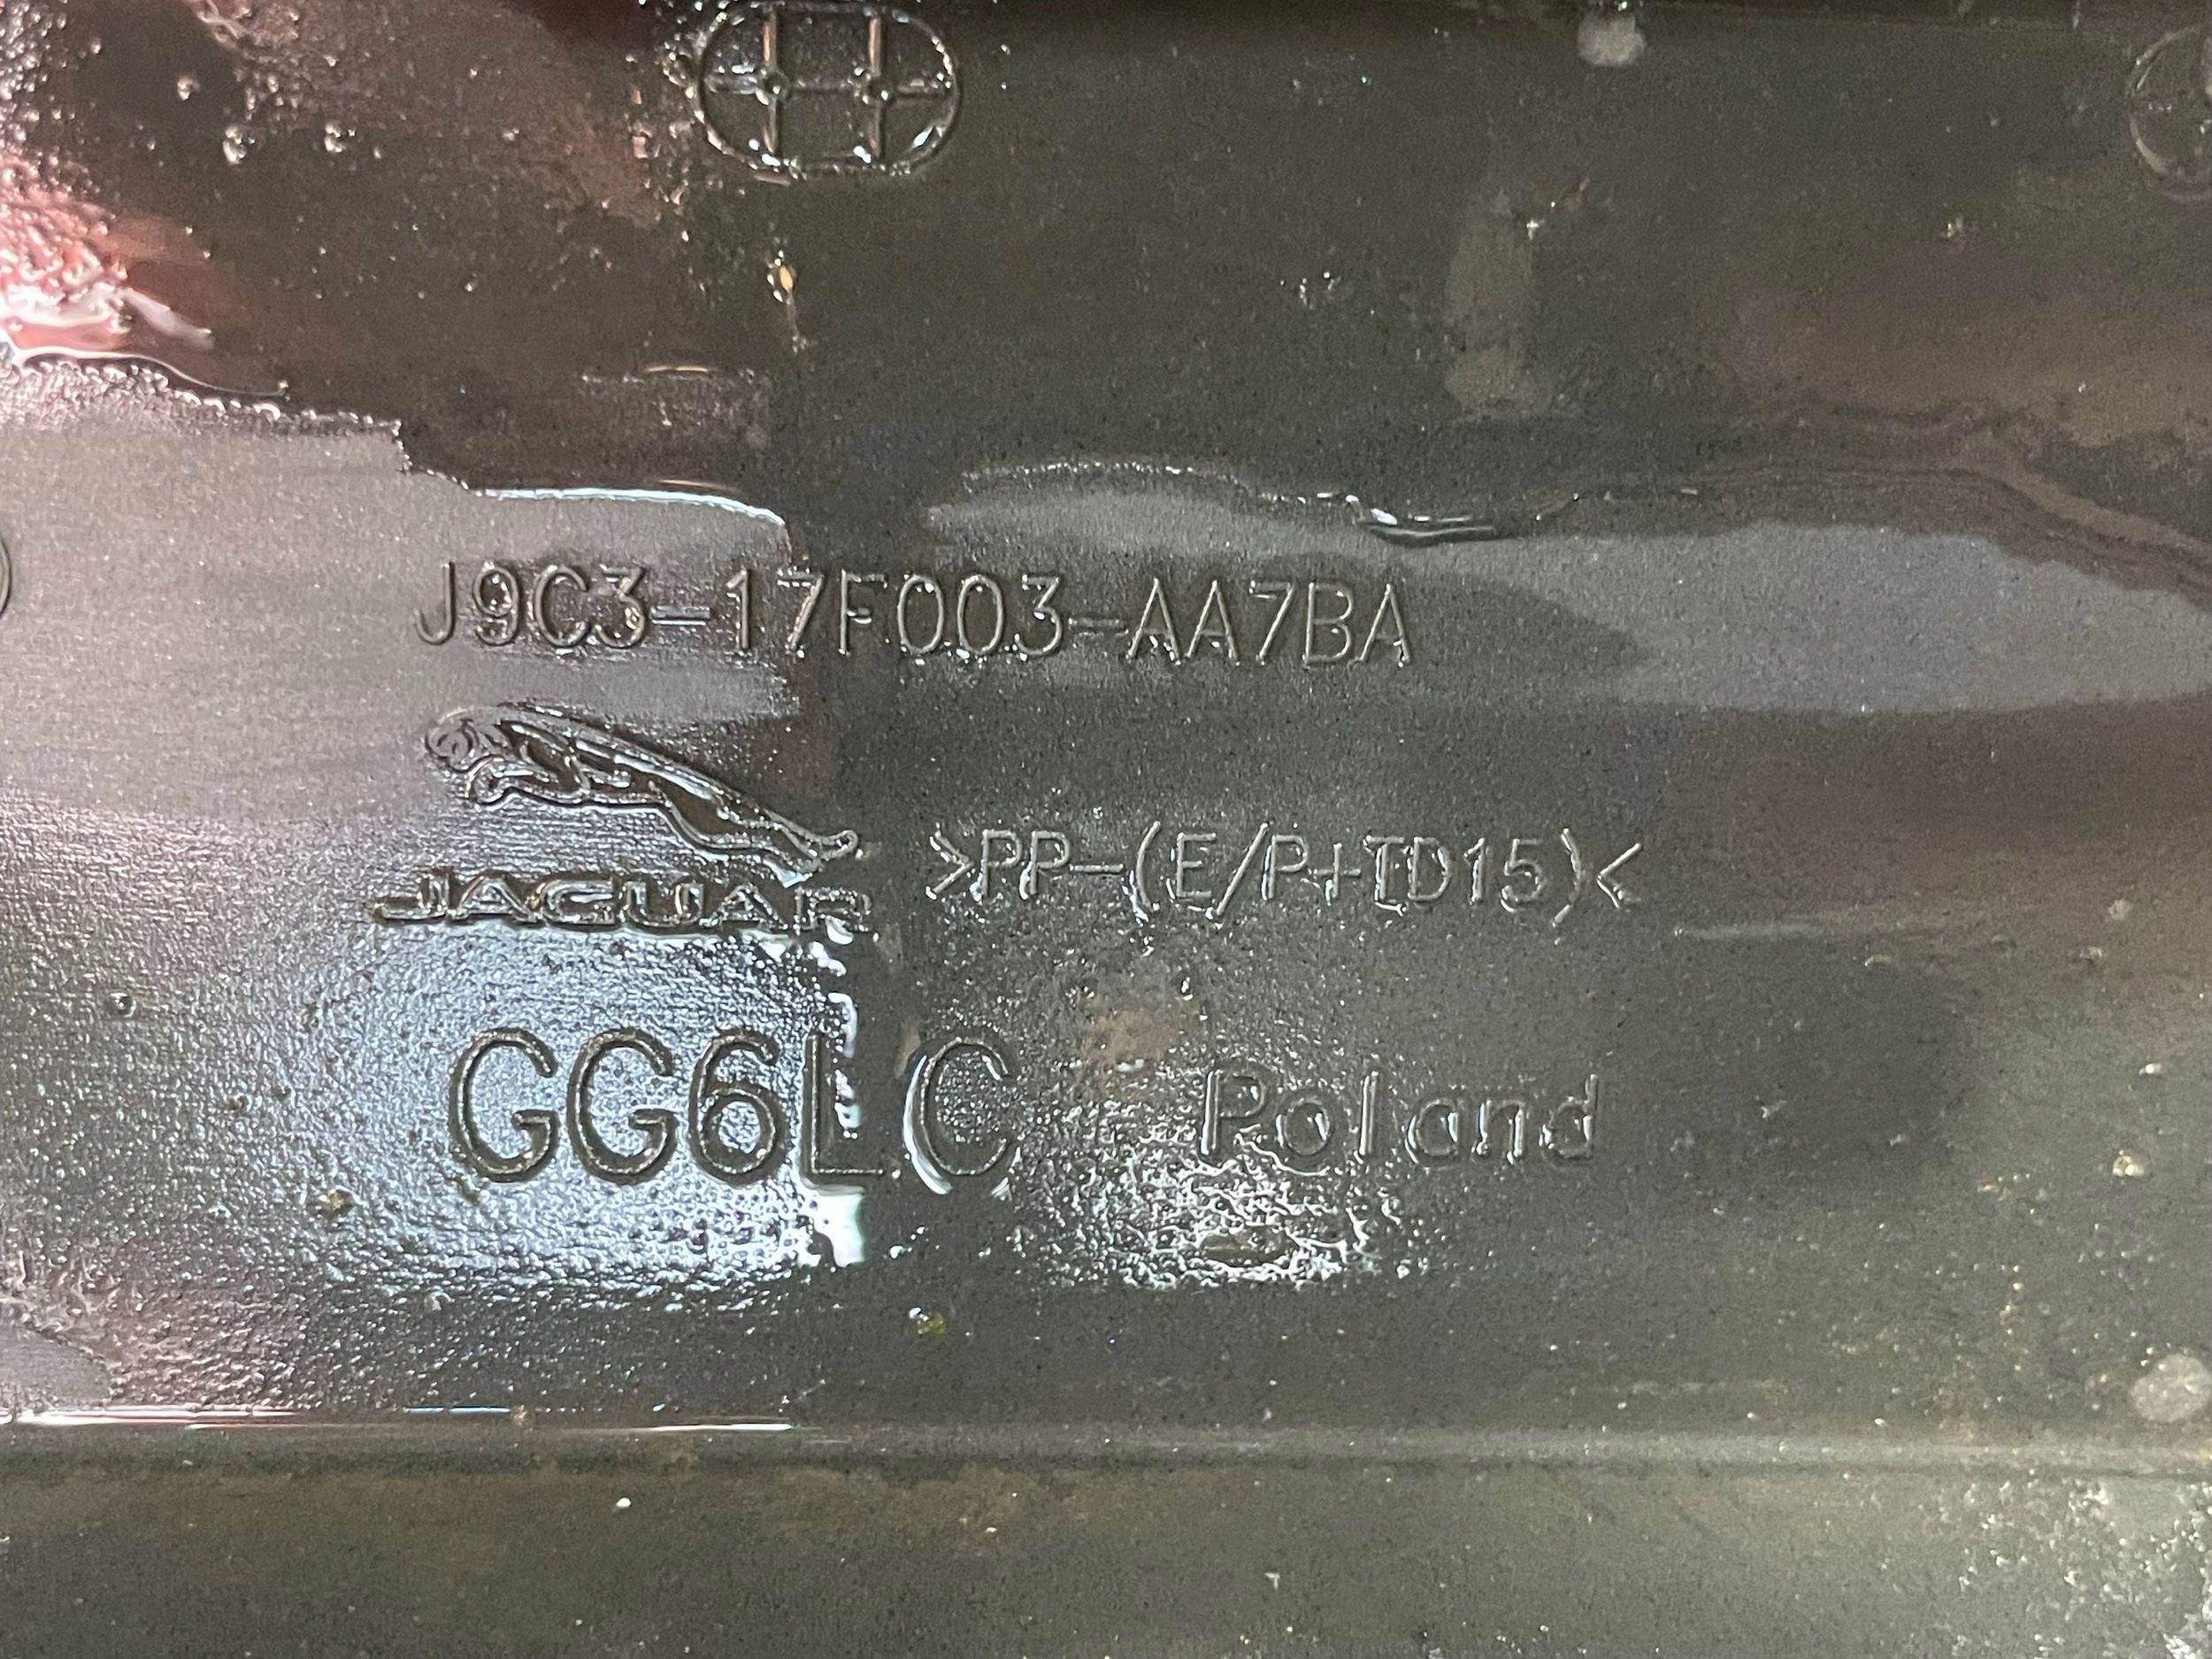 J9C3-17F003-AA7BA
JAGUAR
>PP-(E/P+TD15)<
GG6LC Poland